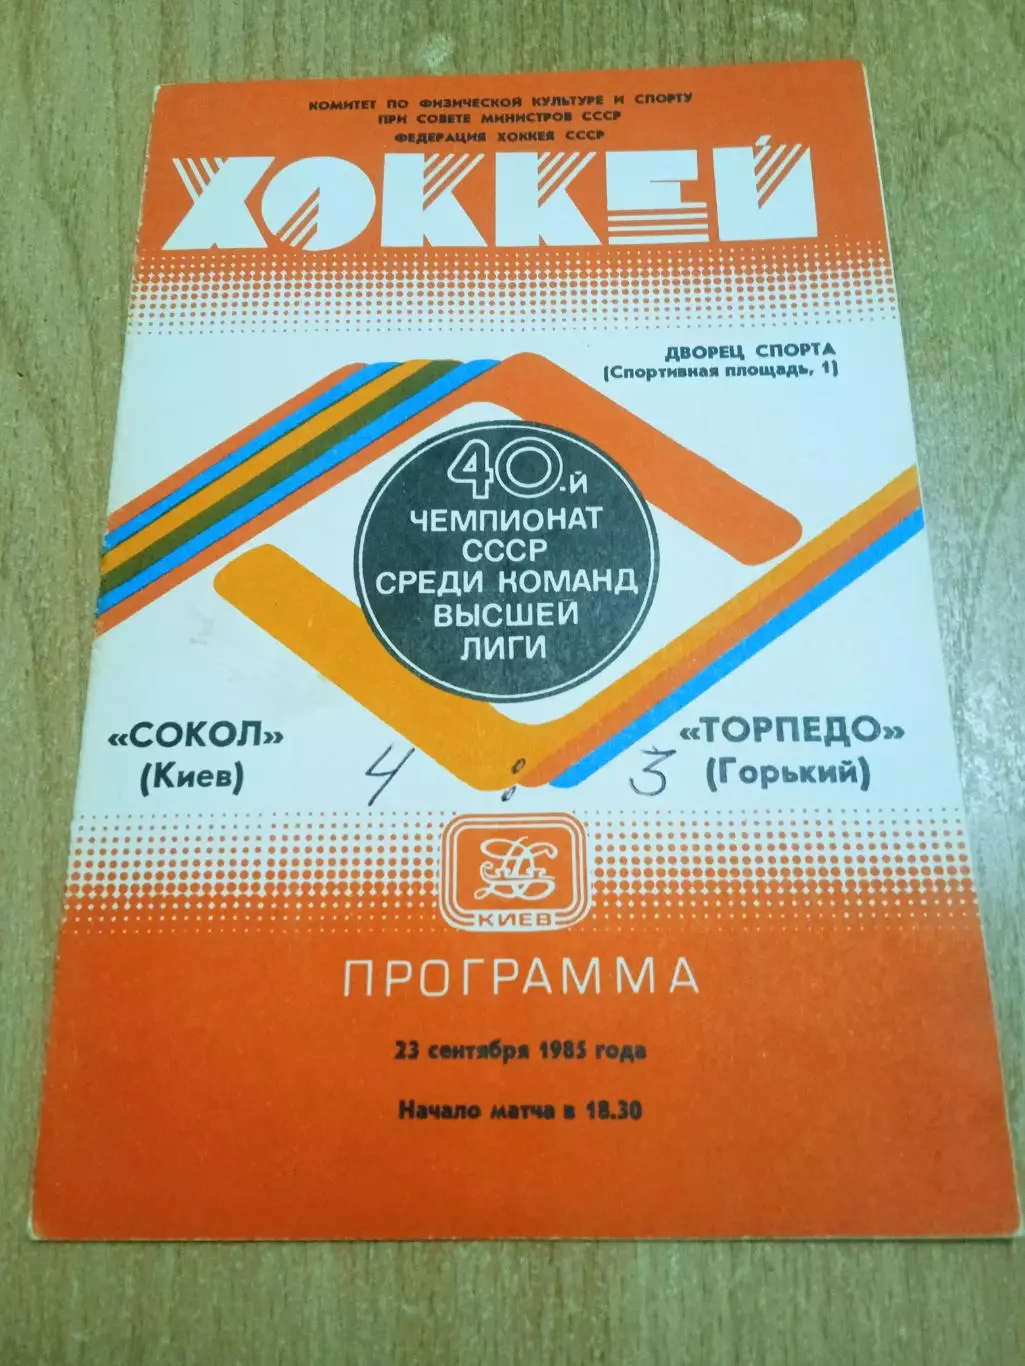 КОМИТЕТ ПО ФИЗИЧЕСКОЙ КУЛЬТУРЕ И СПОРТУ
ПРИ СОВЕТЕ МИНИСТРОВ СССР
ФЕДЕРАЦИЯ ХОККЕЯ СССР
ХОККЕЙ
ДВОРЕЦ СПОРТА
(Спортивная площадь, 1)
40-й
ЧЕМПИОНАТ
СССР
СРЕДИ КОМАНД
ВЫСШЕЙ
ЛИГИ
«СОКОЛ»
(Киев)
4 : 3
«ТОРПЕДО»
(Горький)
КИЕВ
ПРОГРАММА
23 сентября 1985 года
Начало матча в 18.30